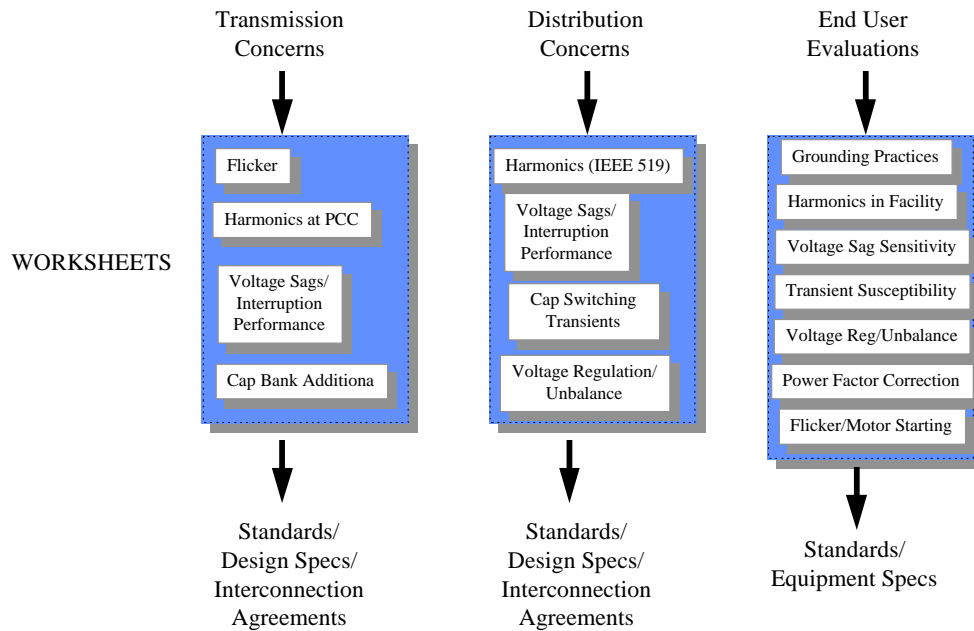 Transmission
Concerns
Distribution
Concerns
End User
Evaluations
WORKSHEETS
Flicker
Harmonics at PCC
Voltage Sags/
Interruption
Performance
Cap Bank Additiona
Harmonics (IEEE 519)
Voltage Sags/
Interruption
Performance
Cap Switching
Transients
Voltage Regulation/
Unbalance
Grounding Practices
Harmonics in Facility
Voltage Sag Sensitivity
Transient Susceptibility
Voltage Reg/Unbalance
Power Factor Correction
Flicker/Motor Starting
Standards/
Design Specs/
Interconnection
Agreements
Standards/
Design Specs/
Interconnection
Agreements
Standards/
Equipment Specs